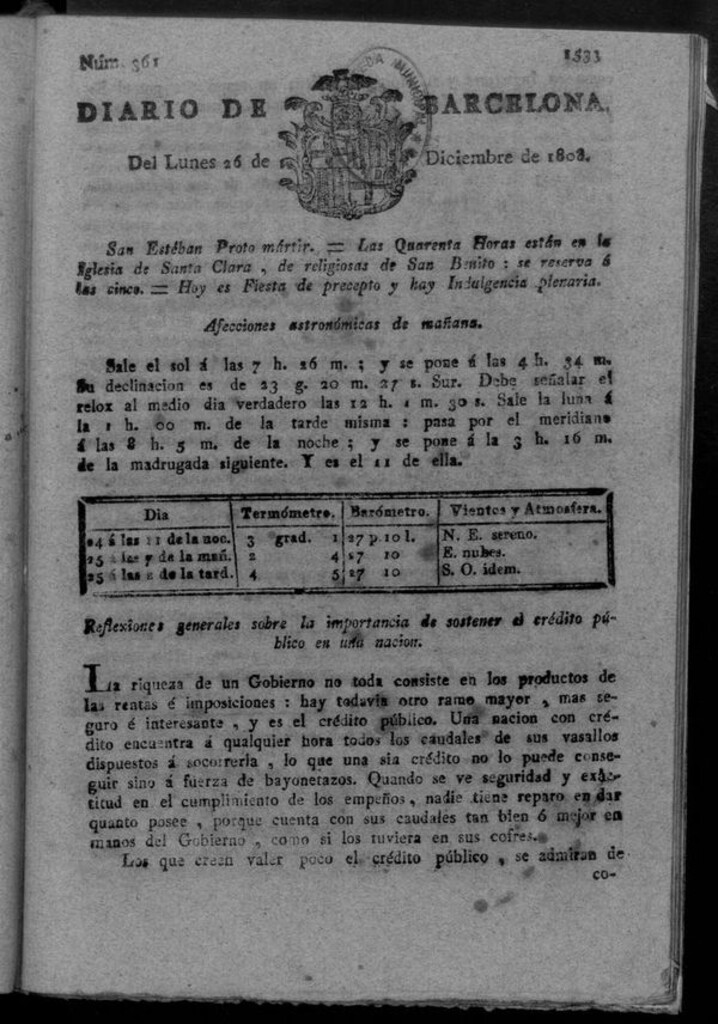 Núm. 361
1533
DIARIO DE BARCELONA.
Del Lunes 26 de Diciembre de 1808.
San Estéban Proto mártir. = Las Quarenta Horas están en la
Iglesia de Santa Clara , de religiosas de San Benito : se reserva á
las cinco. = Hoy es Fiesta de precepto y hay Indulgencia plenaria.
Afecciones astronómicas de mañana.
Sale el sol á las 7 h. 26 m. ; y se pone á las 4 h. 34 m.
Su declinacion es de 23 g. 20 m. 27 s. Sur. Debe señalar el
relox al medio dia verdadero las 12 h. 1 m. 30 s. Sale la luna á
la 1 h. 00 m. de la tarde misma : pasa por el meridiano
á las 8 h. 5 m. de la noche ; y se pone á la 3 h. 16 m.
de la madrugada siguiente. Y es el 11 de ella.
Dia Termómetro. Barómetro. Vientos y Atmosfera.
24 á las 11 de la noc. 3 grad. 1 27 p. 10 l. N. E. sereno.
25 á las 7 de la mañ. 2 4 27 10 E. nubes.
25 á las 2 de la tard. 4 5 27 10 S. O. idem.
Reflexiones generales sobre la importancia de sostener el crédito pú-
blico en una nacion.
La riqueza de un Gobierno no toda consiste en los productos de
las rentas é imposiciones : hay todavia otro ramo mayor , mas se-
guro é interesante , y es el crédito público. Una nacion con cré-
dito encuentra á qualquier hora todos los caudales de sus vasallos
dispuestos á socorrerla , lo que una sia crédito no lo puede conse-
guir sino á fuerza de bayonetazos. Quando se ve seguridad y exâc-
titud en el cumplimiento de los empeños, nadie tiene reparo en dar
quanto posee , porque cuenta con sus caudales tan bien ó mejor en
manos del Gobierno , como si los tuviera en sus cofres.
Los que creen valer poco el crédito público , se admiran de
co-